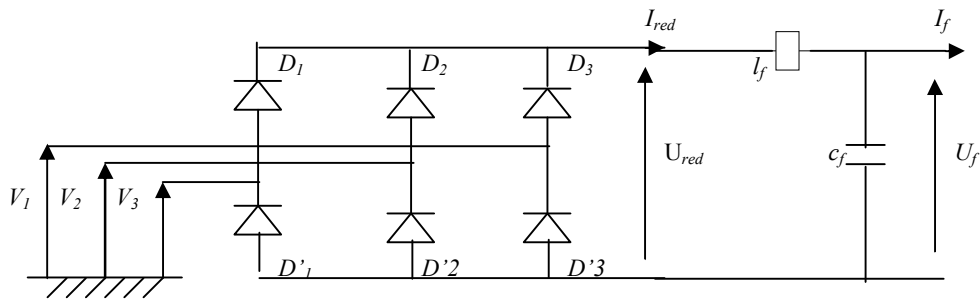 I_red I_f
D_1 D_2 D_3 l_f
V_1 V_2 V_3 U_red c_f U_f
D'_1 D'2 D'3